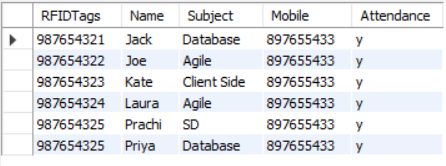 RFIDTags Name Subject Mobile Attendance
987654321 Jack Database 897655433 y
987654322 Joe Agile 897655433 y
987654323 Kate Client Side 897655433 y
987654324 Laura Agile 897655433 y
987654325 Prachi SD 897655433 y
987654325 Priya Database 897655433 y